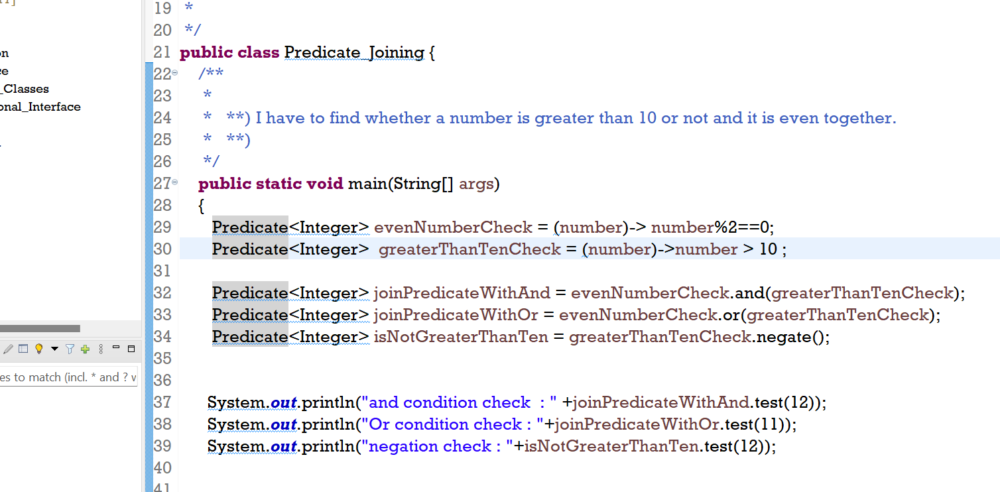 19 *
20 */
21 public class Predicate_Joining {
22 /**
23 *
24 * **) I have to find whether a number is greater than 10 or not and it is even together.
25 * **)
26 */
27 public static void main(String[] args)
28 {
29 Predicate<Integer> evenNumberCheck = (number)-> number%2==0;
30 Predicate<Integer>  greaterThanTenCheck = (number)->number > 10 ;
31
32 Predicate<Integer> joinPredicateWithAnd = evenNumberCheck.and(greaterThanTenCheck);
33 Predicate<Integer> joinPredicateWithOr = evenNumberCheck.or(greaterThanTenCheck);
34 Predicate<Integer> isNotGreaterThanTen = greaterThanTenCheck.negate();
35
36
37 System.out.println("and condition check  : " +joinPredicateWithAnd.test(12));
38 System.out.println("Or condition check : "+joinPredicateWithOr.test(11));
39 System.out.println("negation check : "+isNotGreaterThanTen.test(12));
40
41
on
ce
_Classes
onal_Interface
es to match (incl. * and ? w